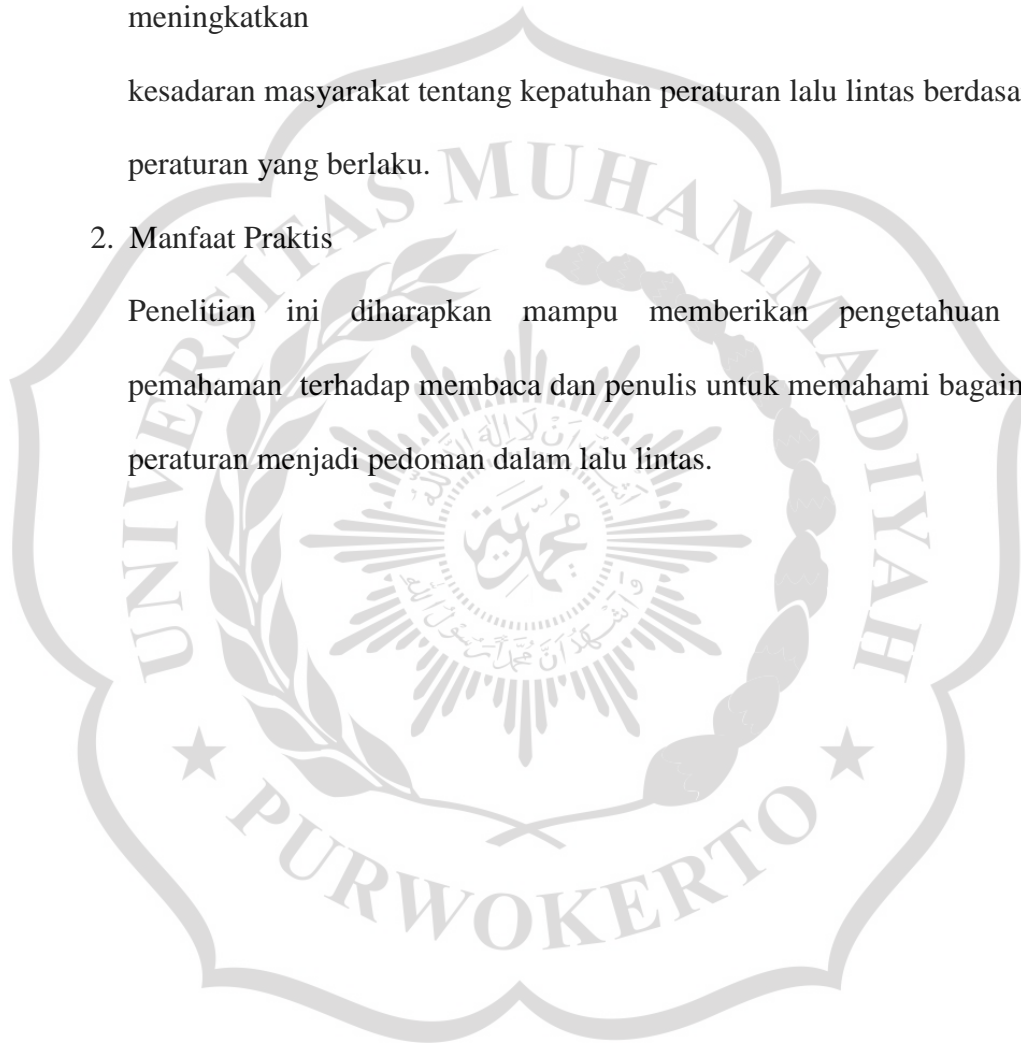 meningkatkan
kesadaran masyarakat tentang kepatuhan peraturan lalu lintas berdasa
peraturan yang berlaku.
2. Manfaat Praktis
Penelitian ini diharapkan mampu memberikan pengetahuan
pemahaman terhadap membaca dan penulis untuk memahami bagain
peraturan menjadi pedoman dalam lalu lintas.
UNIVERSITAS MUHAMMADIYAH
PURWOKERTO